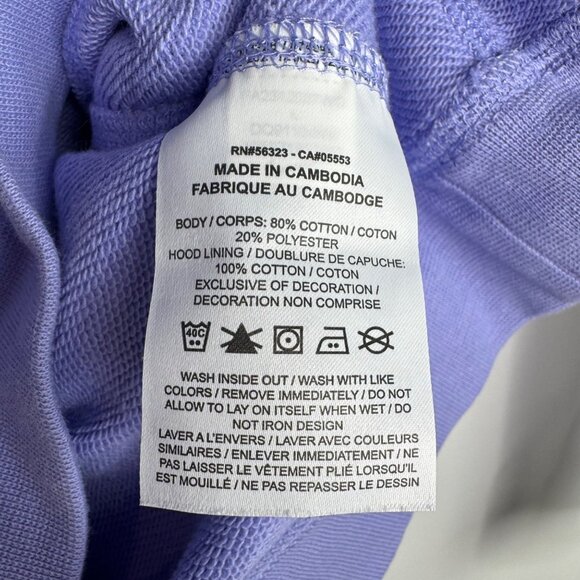 RN#56323 - CA#05553
MADE IN CAMBODIA
FABRIQUE AU CAMBODGE
BODY / CORPS: 80% COTTON / COTON
20% POLYESTER
HOOD LINING / DOUBLURE DE CAPUCHE:
100% COTTON / COTON
EXCLUSIVE OF DECORATION /
DECORATION NON COMPRISE
40C
WASH INSIDE OUT / WASH WITH LIKE
COLORS / REMOVE IMMEDIATELY / DO NOT
ALLOW TO LAY ON ITSELF WHEN WET / DO
NOT IRON DESIGN
LAVER A L'ENVERS / LAVER AVEC COULEURS
SIMILAIRES / ENLEVER IMMEDIATEMENT / NE
PAS LAISSER LE VÊTEMENT PLIÉ LORSQU'IL
EST MOUILLÉ / NE PAS REPASSER LE DESSIN